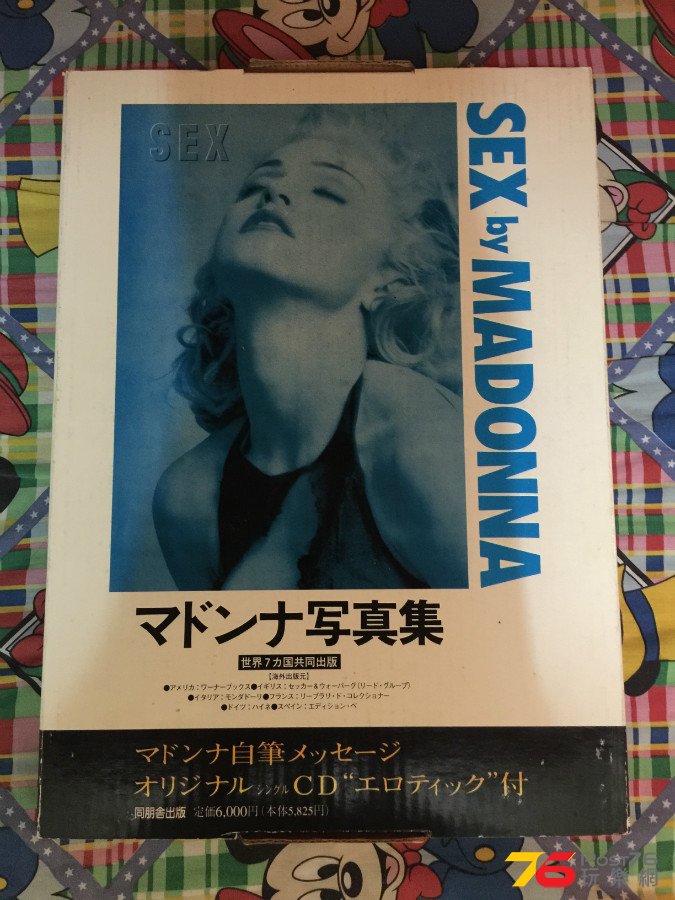 SEX
SEX by MADONNA
マドンナ写真集
世界7カ国共同出版
【海外出版元】
●アメリカ:ワーナーブックス●イギリス:セッカー&ウォーバーグ(リード・グループ)
●イタリア:モンダドーリ●フランス:リーブラリ・ド・コレクショナー
●ドイツ:ハイネ●スペイン:エディション・ベ
マドンナ自筆メッセージ
オリジナルシングルCD“エロティック”付
同朋舎出版 定価6,000円(本体5,825円)
76 Post76
玩樂網